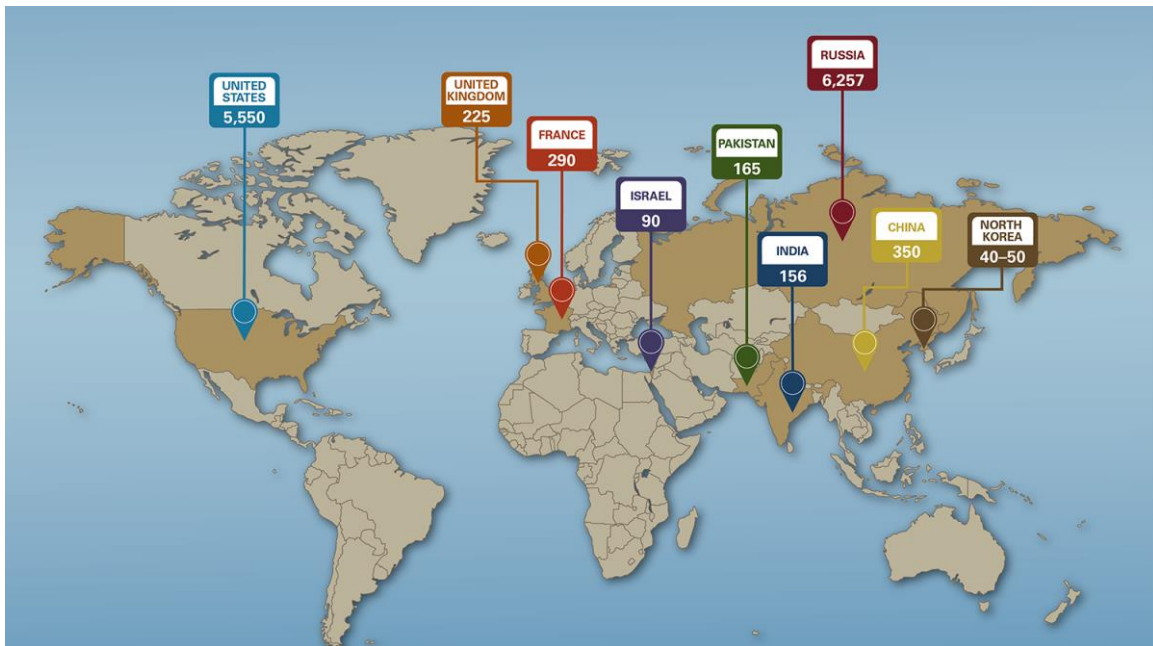 UNITED
STATES
5,550
UNITED
KINGDOM
225
FRANCE
290
ISRAEL
90
PAKISTAN
165
INDIA
156
RUSSIA
6,257
CHINA
350
NORTH
KOREA
40–50